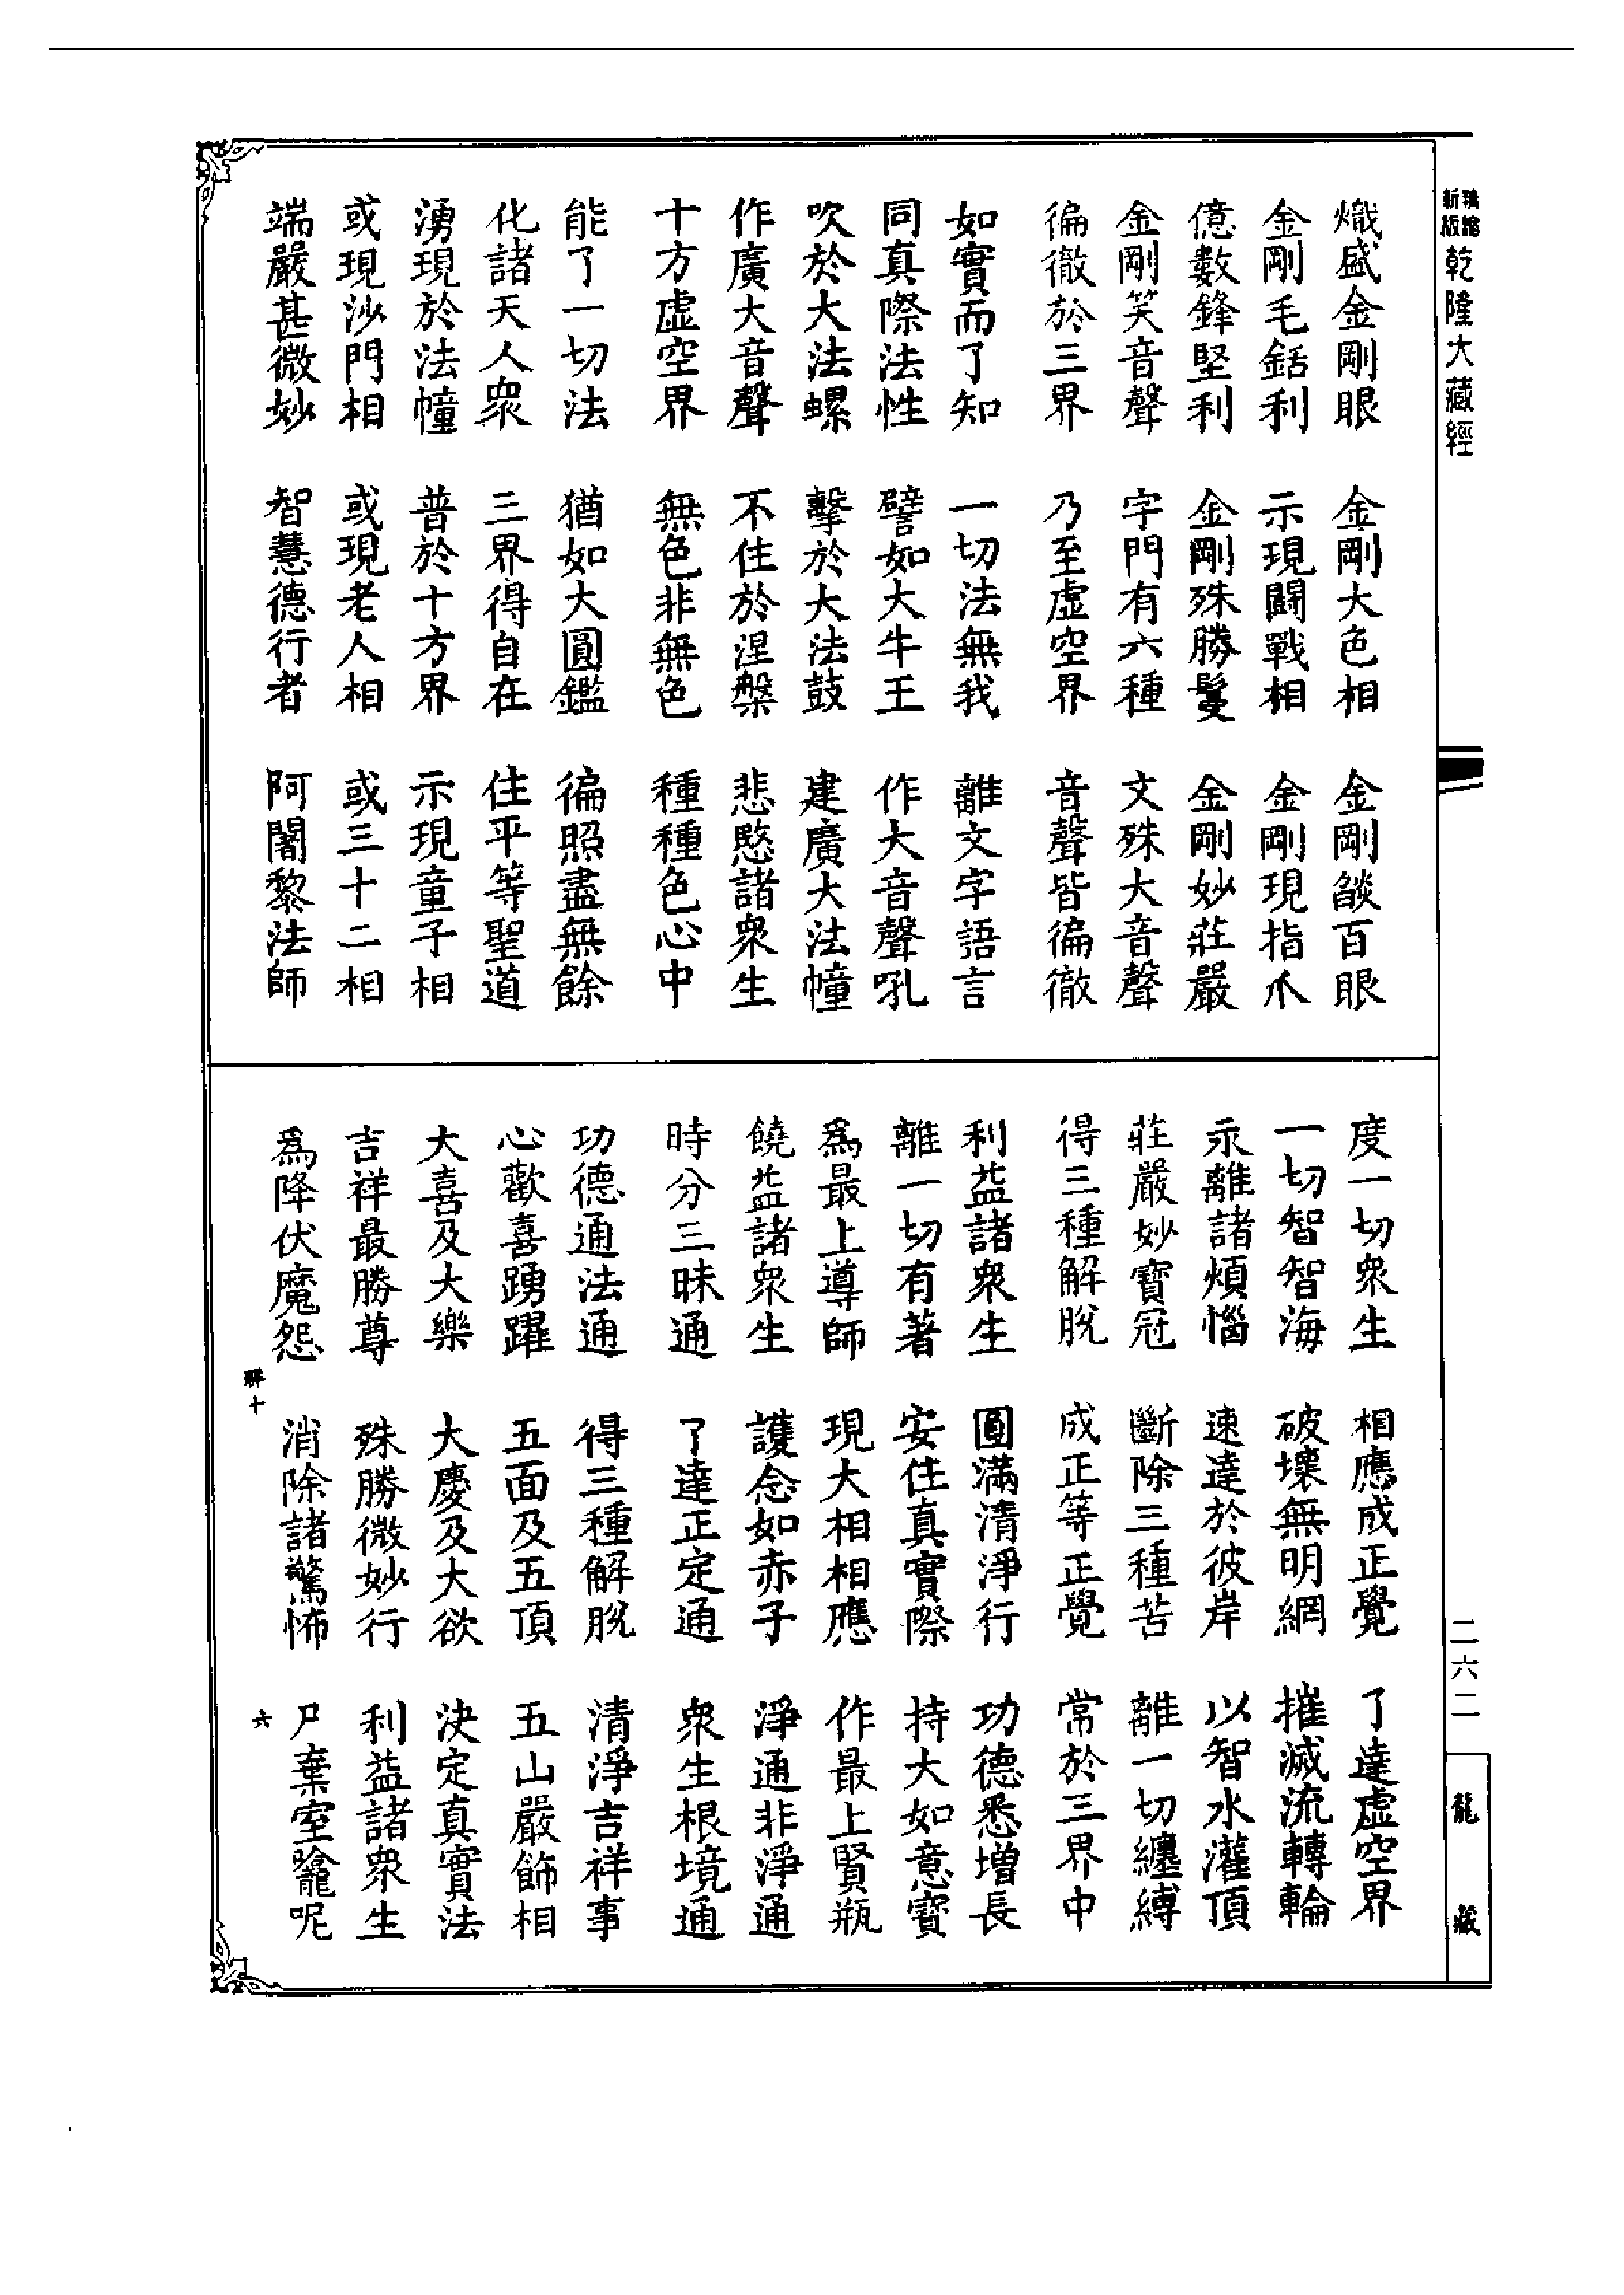 精縮新版乾隆大藏經
熾盛金剛眼　金剛大色相　金剛燄百眼
金剛毛銛利　示現鬪戰相　金剛現指爪
億數鋒堅利　金剛殊勝鬘　金剛妙莊嚴
金剛笑音聲　字門有六種　文殊大音聲
徧徹於三界　乃至虛空界　音聲皆徧徹
如實而了知　一切法無我　離文字語言
同真際法性　譬如大牛王　作大音聲吼
吹於大法螺　擊於大法鼓　建廣大法幢
作廣大音聲　不住於涅槃　悲愍諸衆生
十方虛空界　無色非無色　種種色心中
能了一切法　猶如大圓鑑　徧照盡無餘
化諸天人衆　三界得自在　住平等聖道
湧現於法幢　普於十方界　示現童子相
或現沙門相　或現老人相　或三十二相
端嚴甚微妙　智慧德行者　阿闍黎法師
度一切衆生　相應成正覺　了達虛空界
一切智智海　破壞無明網　摧滅流轉輪
永離諸煩惱　速達於彼岸　以智水灌頂
莊嚴妙寶冠　斷除三種苦　離一切纏縛
得三種解脫　成正等正覺　常於三界中
利益諸衆生　圓滿清淨行　功德悉增長
離一切有著　安住真實際　持大如意寶
為最上導師　現大相相應　作最上賢瓶
饒益諸衆生　護念如赤子　淨通非淨通
時分三昧通　了達正定通　衆生根境通
功德通法通　得三種解脫　清淨吉祥事
心歡喜踴躍　五面及五頂　五山嚴飾相
大喜及大樂　大慶及大欲　決定真實法
吉祥最勝尊　殊勝微妙行　利益諸衆生
為降伏魔怨　消除諸驚怖　尸棄室龕呢
十　六
二六二
龍藏